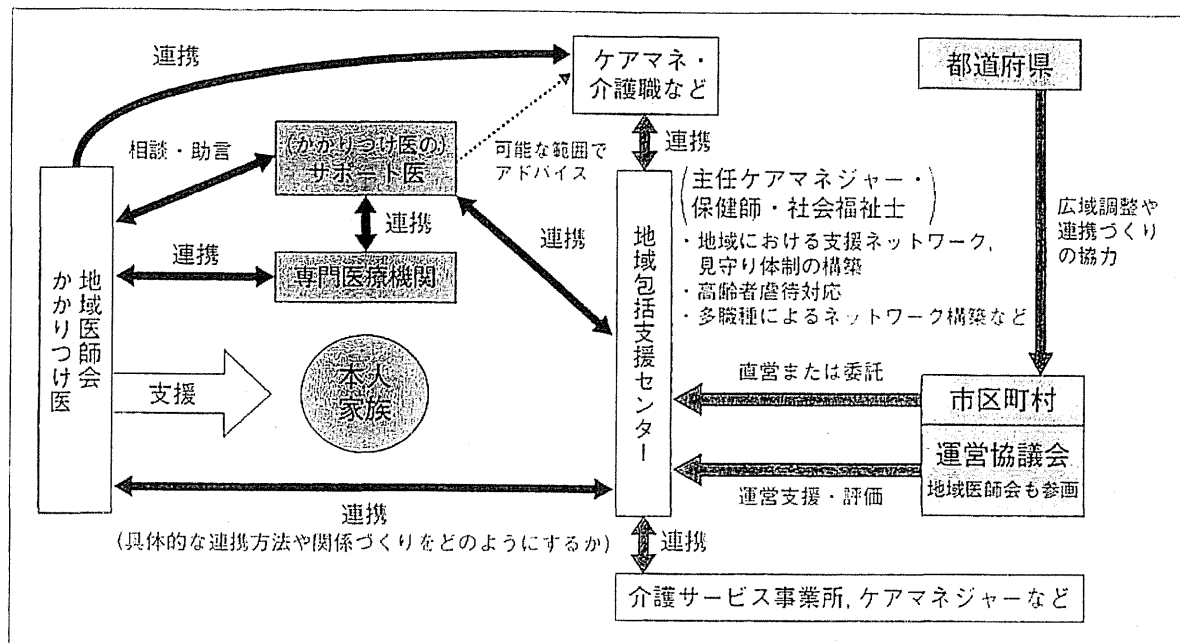 連携
ケアマネ・
介護職など
都道府県
相談・助言
(かかりつけ医の)
サポート医
可能な範囲で
アドバイス
連携
(主任ケアマネジャー・
保健師・社会福祉士)
・地域における支援ネットワーク,
見守り体制の構築
・高齢者虐待対応
・多職種によるネットワーク構築など
広域調整や
連携づくり
の協力
連携
連携
連携
専門医療機関
地域医師会
かかりつけ医
地域包括支援センター
支援
本人
家族
直営または委託
市区町村
運営協議会
地域医師会も参画
運営支援・評価
連携
(具体的な連携方法や関係づくりをどのようにするか)
連携
介護サービス事業所,ケアマネジャーなど